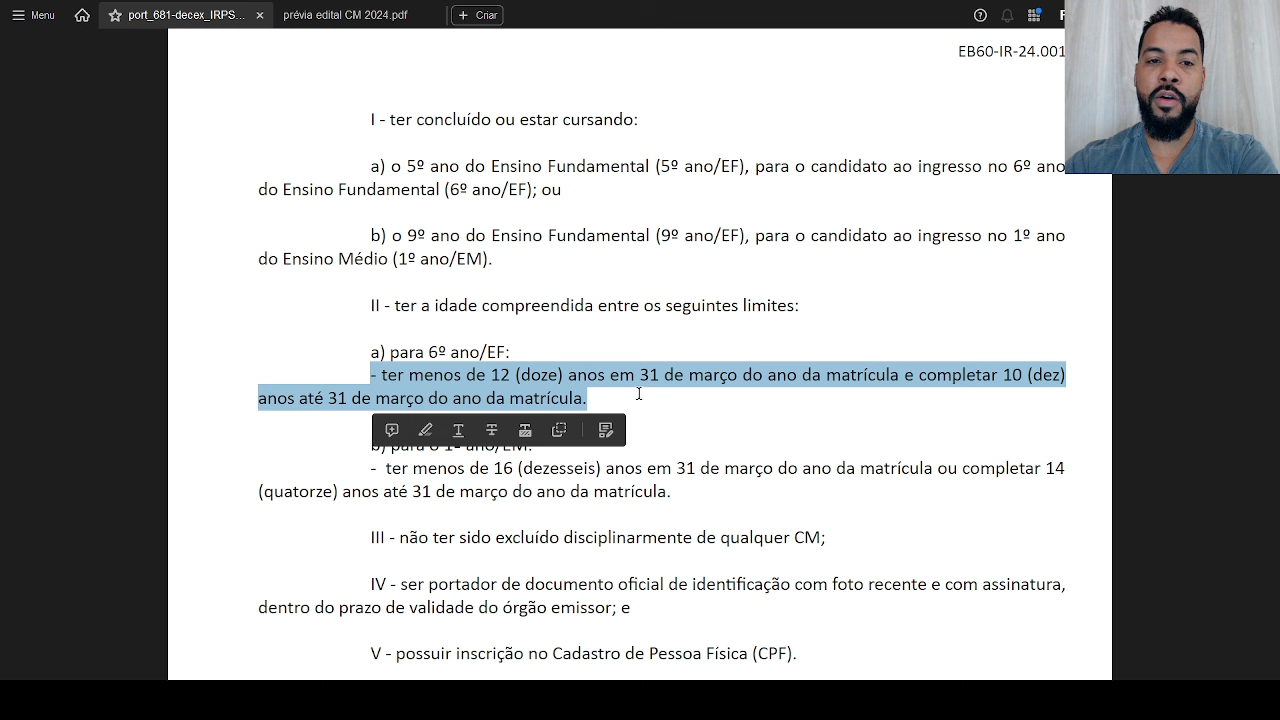 Menu
port_681-decex_IRPS...
prévia edital CM 2024.pdf
Criar
EB60-IR-24.001
I - ter concluído ou estar cursando:
a) o 5º ano do Ensino Fundamental (5º ano/EF), para o candidato ao ingresso no 6º ano
do Ensino Fundamental (6º ano/EF); ou
b) o 9º ano do Ensino Fundamental (9º ano/EF), para o candidato ao ingresso no 1º ano
do Ensino Médio (1º ano/EM).
II - ter a idade compreendida entre os seguintes limites:
a) para 6º ano/EF:
- ter menos de 12 (doze) anos em 31 de março do ano da matrícula e completar 10 (dez)
anos até 31 de março do ano da matrícula.
b) para o 1º ano/EM:
- ter menos de 16 (dezesseis) anos em 31 de março do ano da matrícula ou completar 14
(quatorze) anos até 31 de março do ano da matrícula.
III - não ter sido excluído disciplinarmente de qualquer CM;
IV - ser portador de documento oficial de identificação com foto recente e com assinatura,
dentro do prazo de validade do órgão emissor; e
V - possuir inscrição no Cadastro de Pessoa Física (CPF).